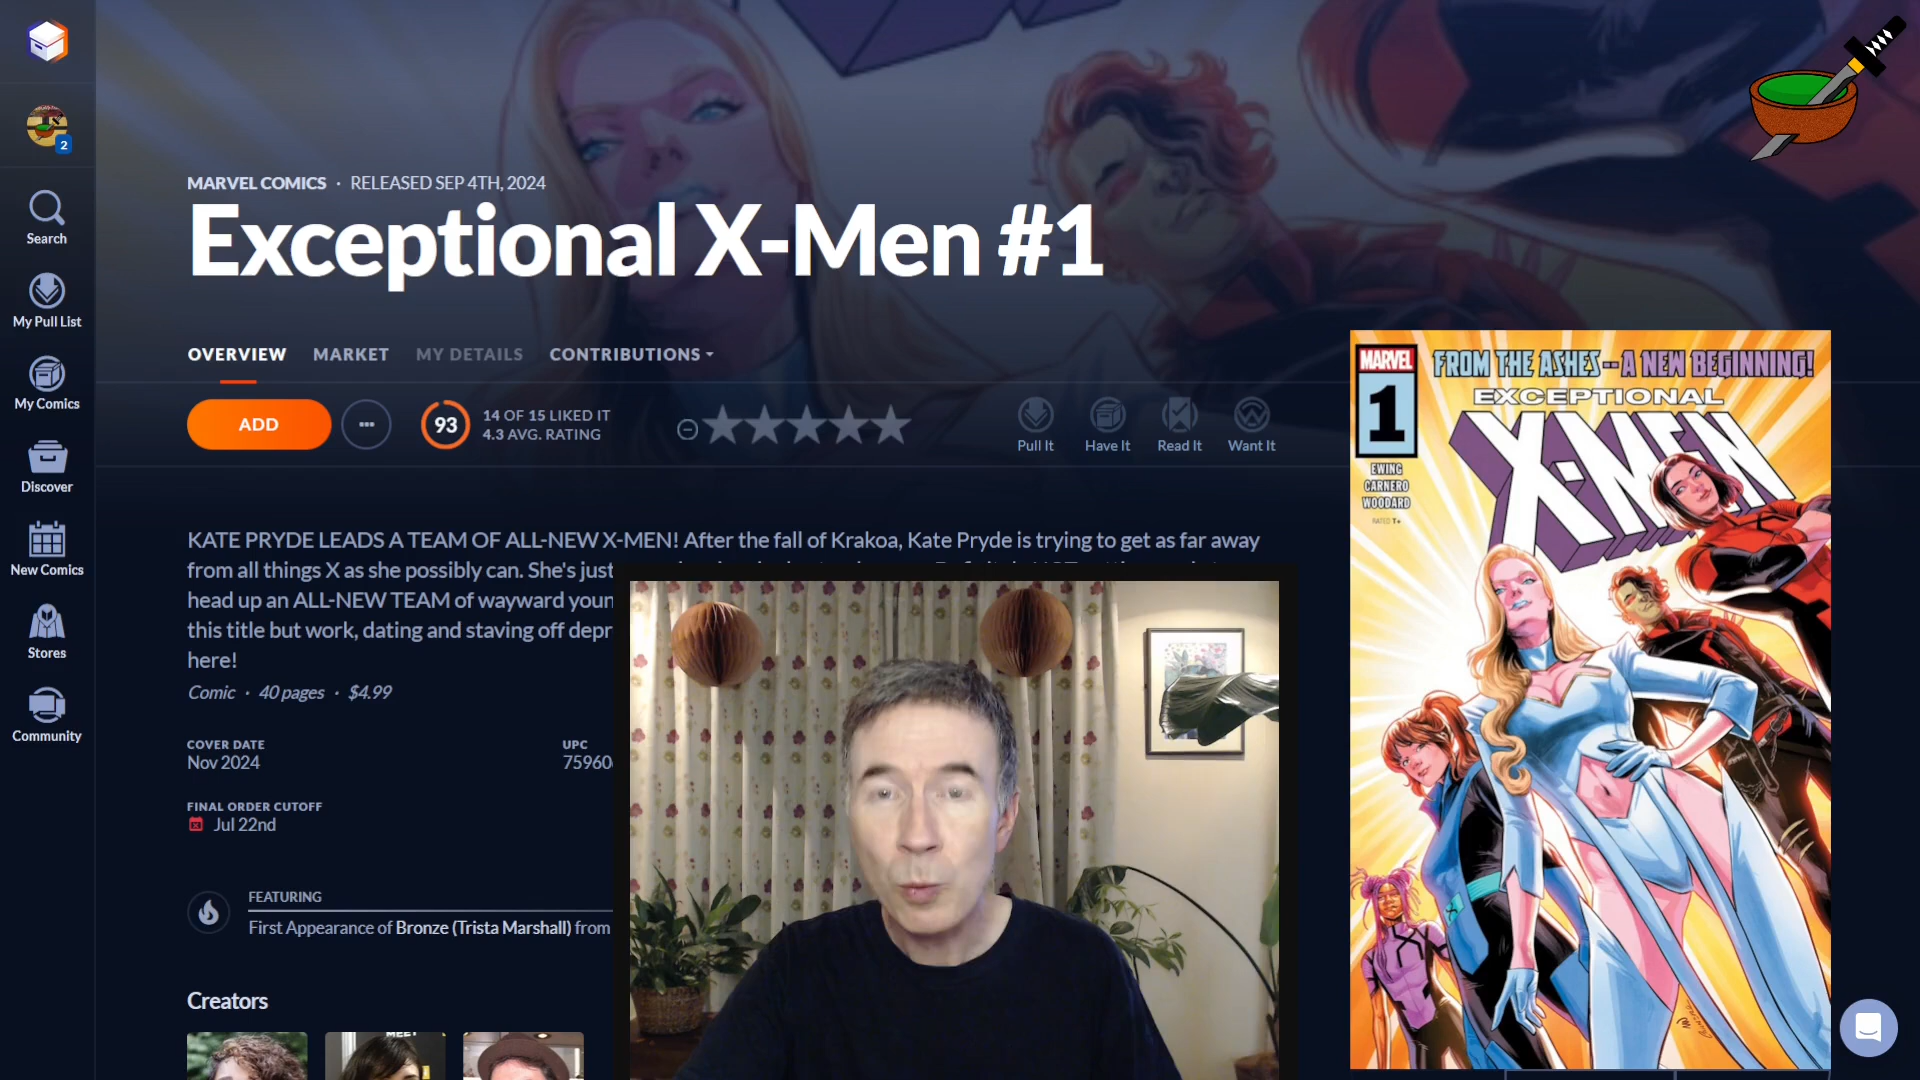 2
Search
My Pull List
My Comics
Discover
New Comics
Stores
Community
MARVEL COMICS · RELEASED SEP 4TH, 2024
Exceptional X-Men #1
OVERVIEW MARKET MY DETAILS CONTRIBUTIONS
ADD
93
14 OF 15 LIKED IT
4.3 AVG. RATING
Pull It Have It Read It Want It
KATE PRYDE LEADS A TEAM OF ALL-NEW X-MEN! After the fall of Krakoa, Kate Pryde is trying to get as far away
from all things X as she possibly can. She's just
head up an ALL-NEW TEAM of wayward youn
this title but work, dating and staving off depr
here!
Comic · 40 pages · $4.99
COVER DATE
Nov 2024
UPC
75960
FINAL ORDER CUTOFF
Jul 22nd
FEATURING
First Appearance of Bronze (Trista Marshall) from
Creators
MEET
MARVEL
1
EWING
CARNERO
WOODARD
RATED T+
FROM THE ASHES--A NEW BEGINNING!
EXCEPTIONAL
X-MEN